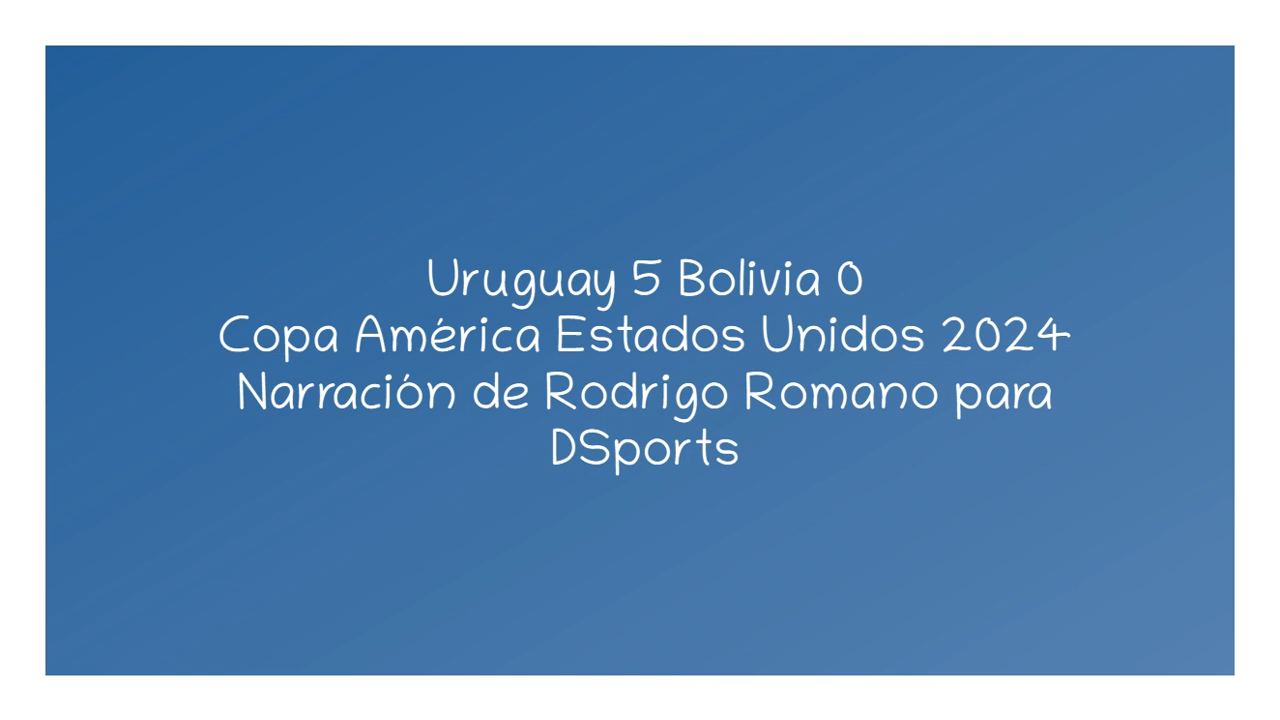 Uruguay 5 Bolivia 0
Copa América Estados Unidos 2024
Narración de Rodrigo Romano para
DSports